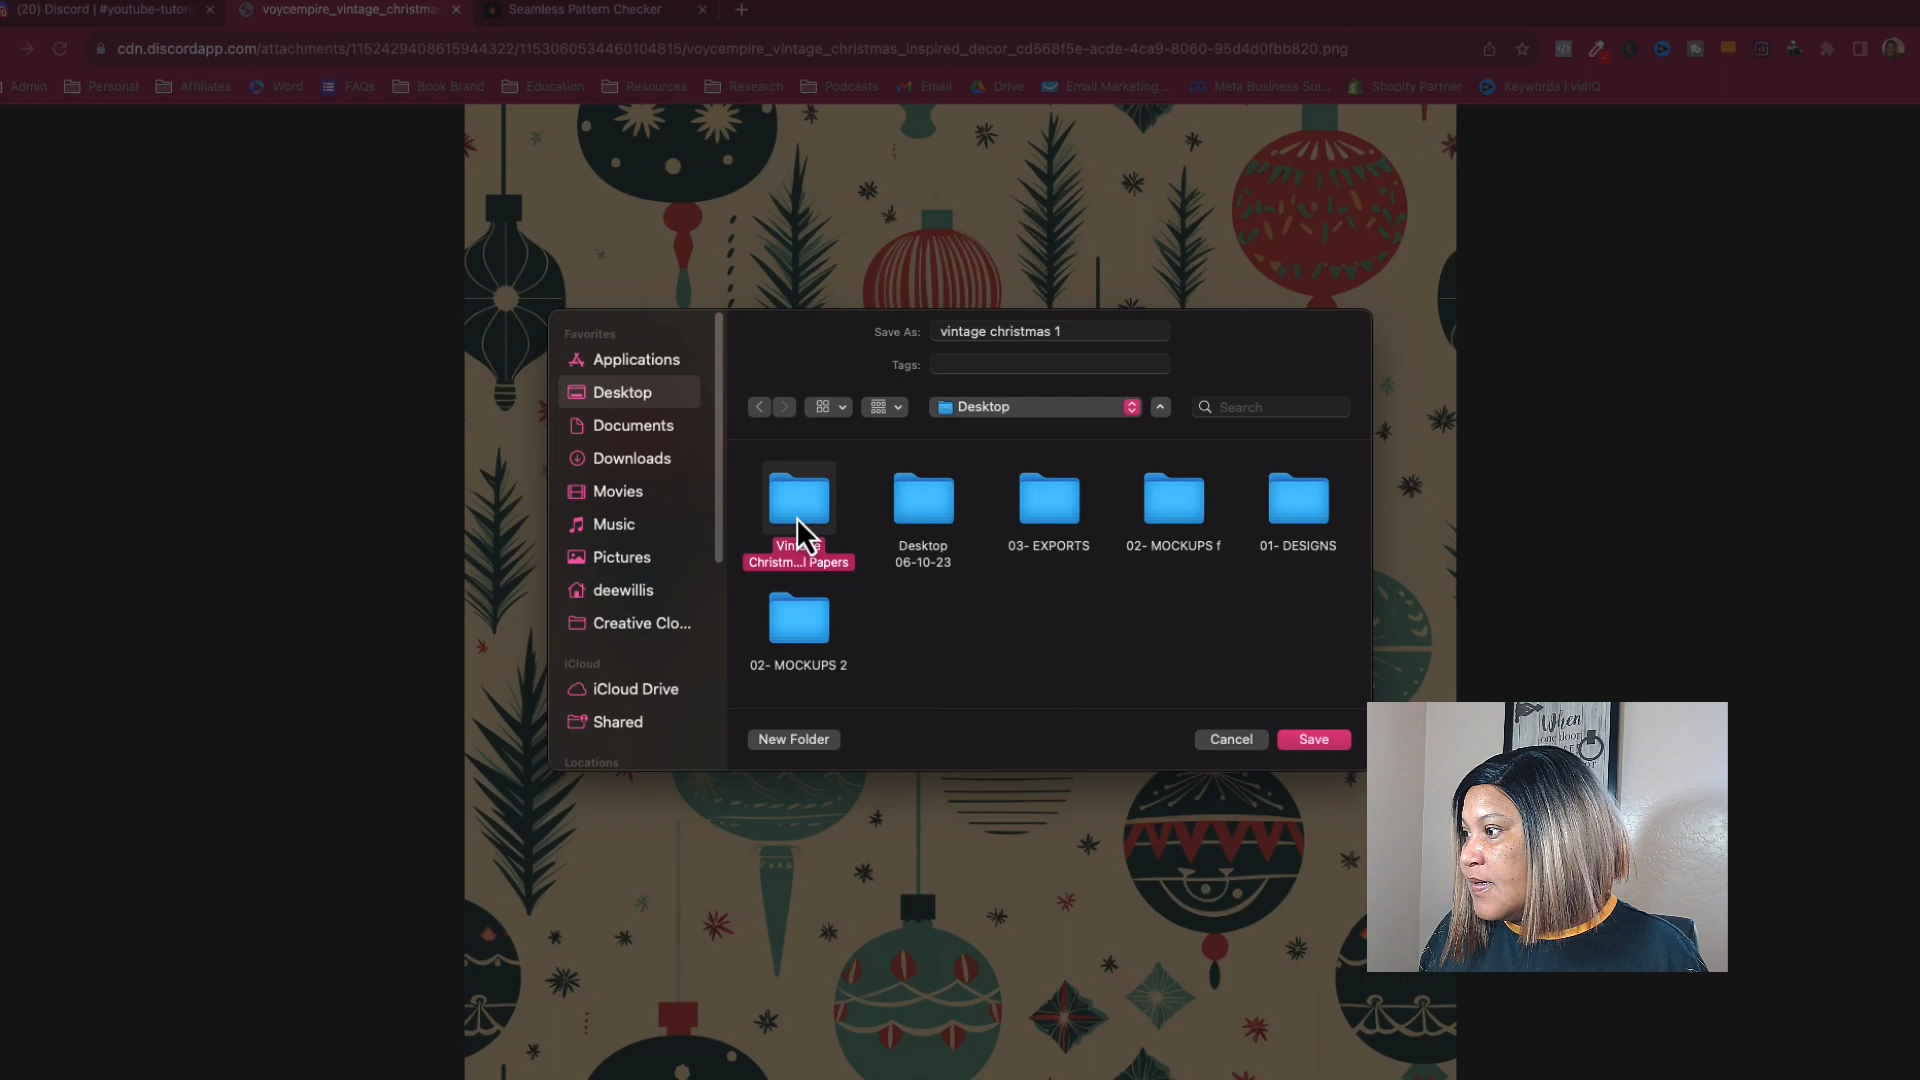 (20) Discord | #youtube-tutori
voycempire_vintage_christma
Seamless Pattern Checker
cdn.discordapp.com/attachments/1152429408615944322/1153060534460104815/voycempire_vintage_christmas_inspired_decor_cd568f5e-acde-4ca9-8060-95d4d0fbb820.png
Admin Personal Affiliates Word FAQs Book Brand Education Resources Research Podcasts Email Drive Email Marketing,... Meta Business Sui... Shopify Partner Keywords | vidIQ
Favorites
Applications
Desktop
Documents
Downloads
Movies
Music
Pictures
deewillis
Creative Clo...
iCloud
iCloud Drive
Shared
Locations
Save As: vintage christmas 1
Tags:
Desktop
Search
Christm...l Papers
Desktop
06-10-23
03- EXPORTS
02- MOCKUPS f
01- DESIGNS
02- MOCKUPS 2
New Folder
Cancel
Save
When
one door